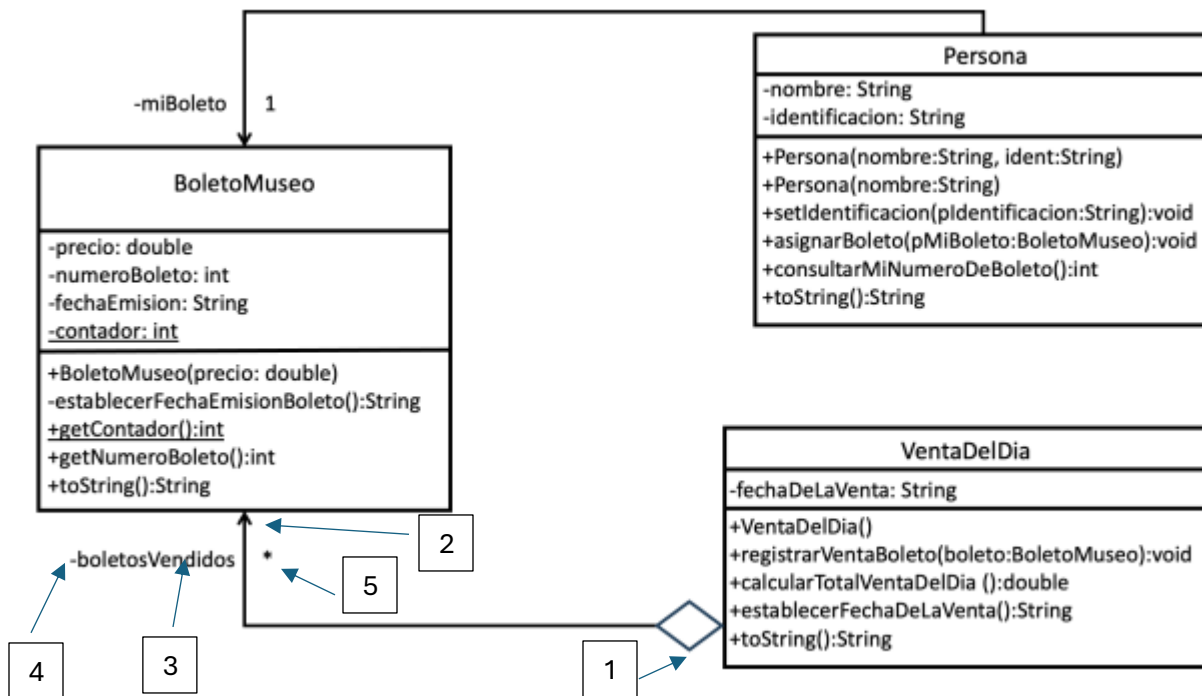 Persona
-nombre: String
-identificacion: String
+Persona(nombre:String, ident:String)
+Persona(nombre:String)
+setIdentificacion(pIdentificacion:String):void
+asignarBoleto(pMiBoleto:BoletoMuseo):void
+consultarMiNumeroDeBoleto():int
+toString():String
-miBoleto 1
BoletoMuseo
-precio: double
-numeroBoleto: int
-fechaEmision: String
-contador: int
+BoletoMuseo(precio: double)
-establecerFechaEmisionBoleto():String
+getContador():int
+getNumeroBoleto():int
+toString():String
-boletosVendidos *
2
5
4
3
1
VentaDelDia
-fechaDeLaVenta: String
+VentaDelDia()
+registrarVentaBoleto(boleto:BoletoMuseo):void
+calcularTotalVentaDelDia ():double
+establecerFechaDeLaVenta():String
+toString():String